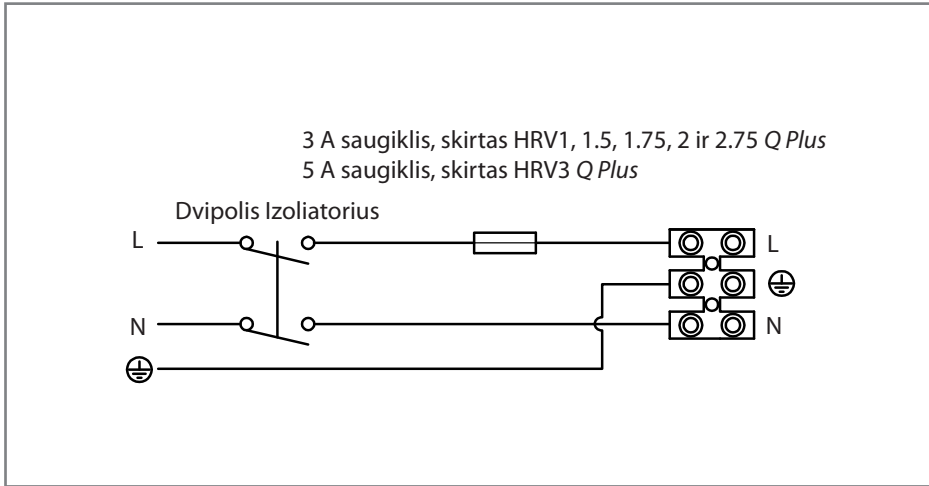 3 A saugiklis, skirtas HRV1, 1.5, 1.75, 2 ir 2.75 Q Plus
5 A saugiklis, skirtas HRV3 Q Plus
Dvipolis Izoliatorius
L
L
N
N